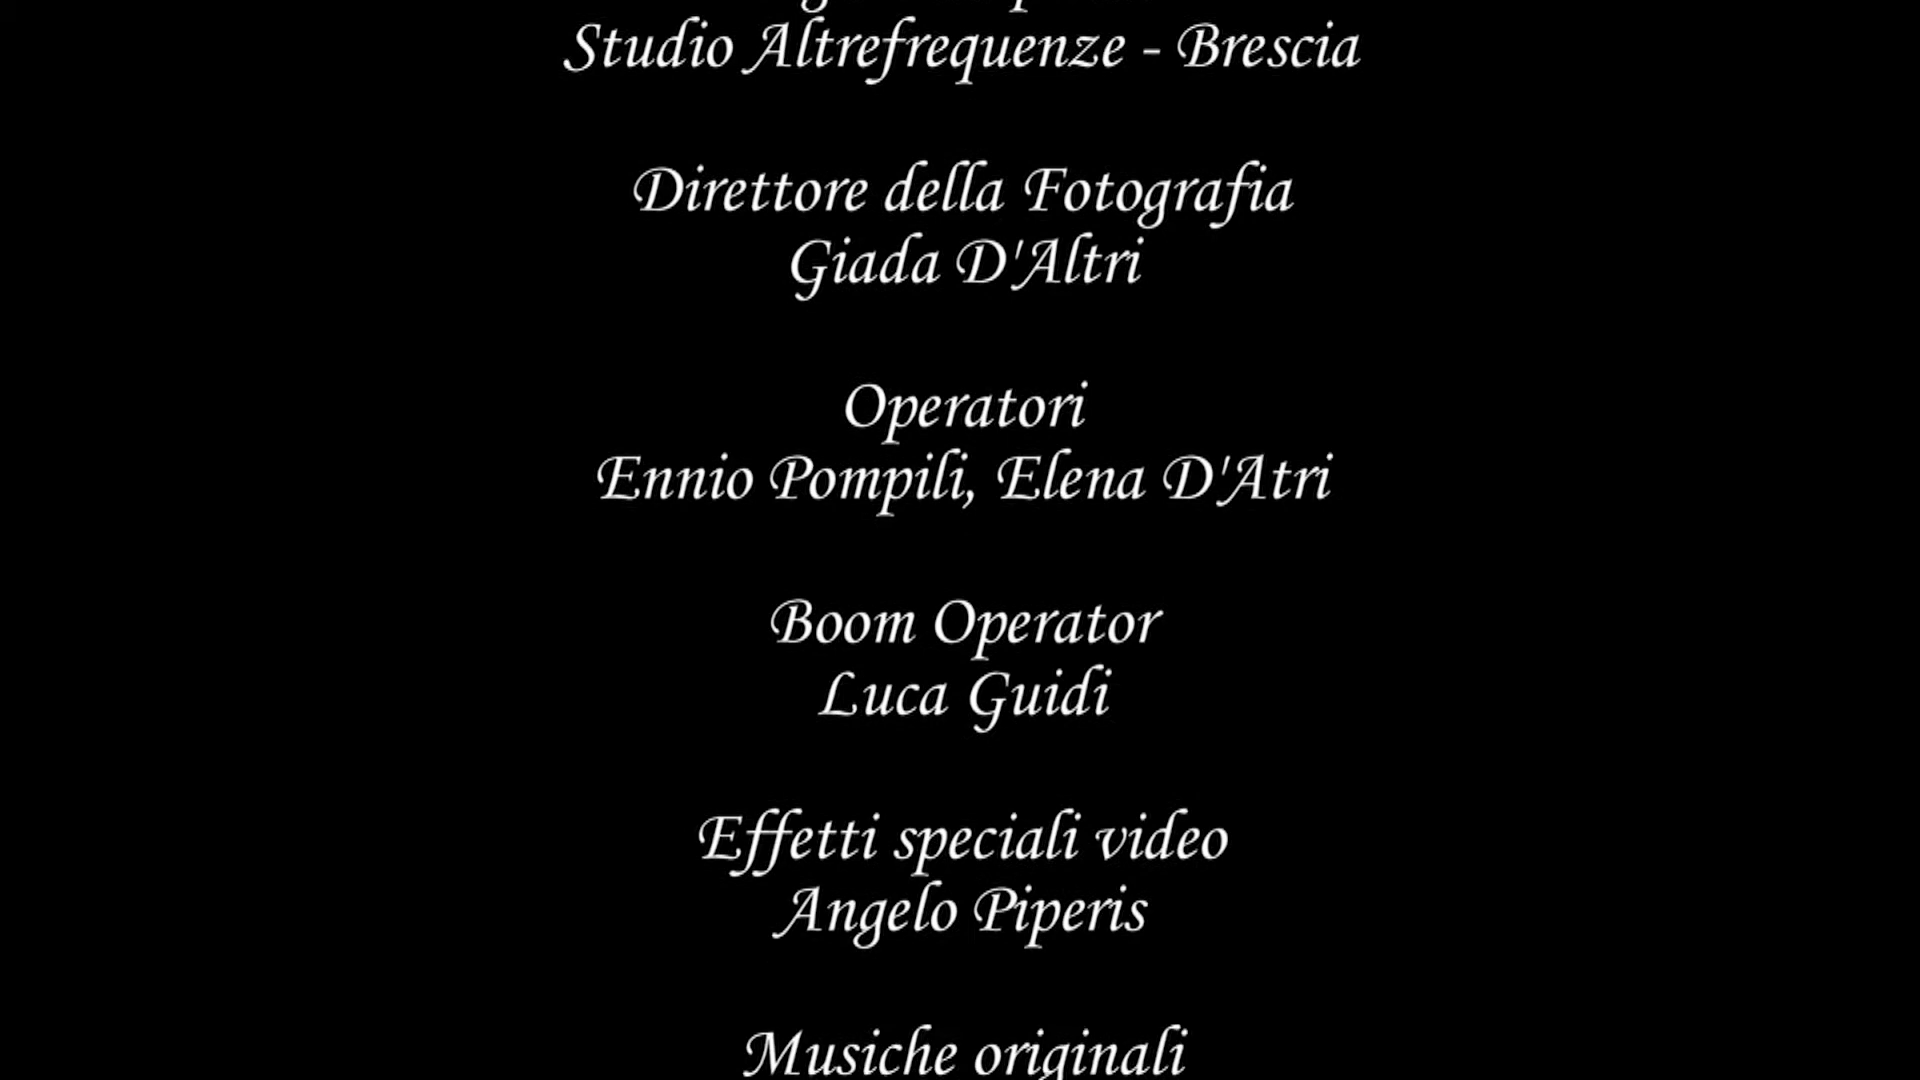 Studio Altrefrequenze - Brescia
Direttore della Fotografia
Giada D'Altri
Operatori
Ennio Pompili, Elena D'Atri
Boom Operator
Luca Guidi
Effetti speciali video
Angelo Piperis
Musiche originali